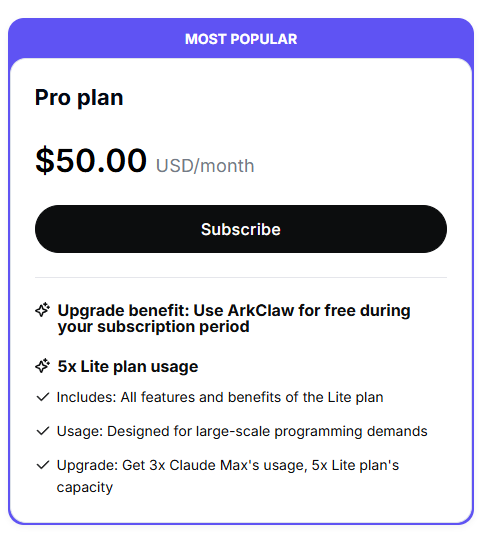 MOST POPULAR
Pro plan
$50.00 USD/month
Subscribe
Upgrade benefit: Use ArkClaw for free during
your subscription period
5x Lite plan usage
Includes: All features and benefits of the Lite plan
Usage: Designed for large-scale programming demands
Upgrade: Get 3x Claude Max's usage, 5x Lite plan's
capacity